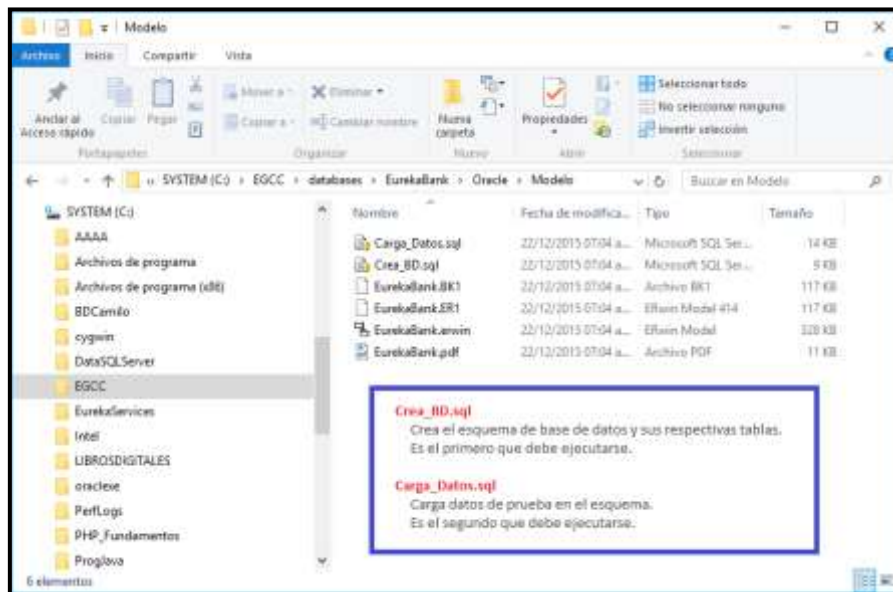 Modelo
Archivo Inicio Compartir Vista
Anclar al Acceso rápido
Copiar
Pegar
Mover a
Copiar a
Eliminar
Cambiar nombre
Nueva carpeta
Propiedades
Seleccionar todo
No seleccionar ninguno
Invertir selección
Portapapeles Organizar Nuevo Abrir Seleccionar
SYSTEM (C:) › EGCC › databases › EurekaBank › Oracle › Modelo
Buscar en Modelo
SYSTEM (C:)
AAAA
Archivos de programa
Archivos de programa (x86)
BDCamilo
cygwin
DataSQLServer
EGCC
EurekaServices
Intel
LIBROSDIGITALES
oraclexe
PerfLogs
PHP_Fundamentos
ProgJava
Nombre Fecha de modifica... Tipo Tamaño
Carga_Datos.sql 22/12/2015 07:04 a... Microsoft SQL Ser... 14 KB
Crea_BD.sql 22/12/2015 07:04 a... Microsoft SQL Ser... 9 KB
EurekaBank.BK1 22/12/2015 07:04 a... Archivo BK1 117 KB
EurekaBank.ER1 22/12/2015 07:04 a... ERwin Model 414 117 KB
EurekaBank.erwin 22/12/2015 07:04 a... ERwin Model 328 KB
EurekaBank.pdf 22/12/2015 07:04 a... Archivo PDF 11 KB
Crea_BD.sql
Crea el esquema de base de datos y sus respectivas tablas.
Es el primero que debe ejecutarse.
Carga_Datos.sql
Carga datos de prueba en el esquema.
Es el segundo que debe ejecutarse.
6 elementos